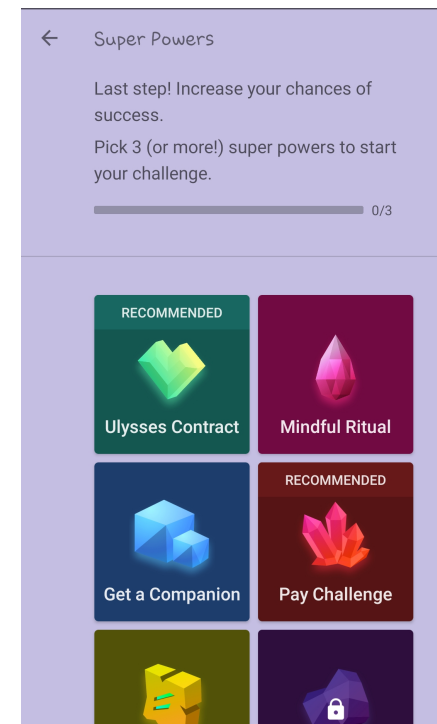 Super Powers
Last step! Increase your chances of
success.
Pick 3 (or more!) super powers to start
your challenge.
0/3
RECOMMENDED
Ulysses Contract
Mindful Ritual
Get a Companion
RECOMMENDED
Pay Challenge